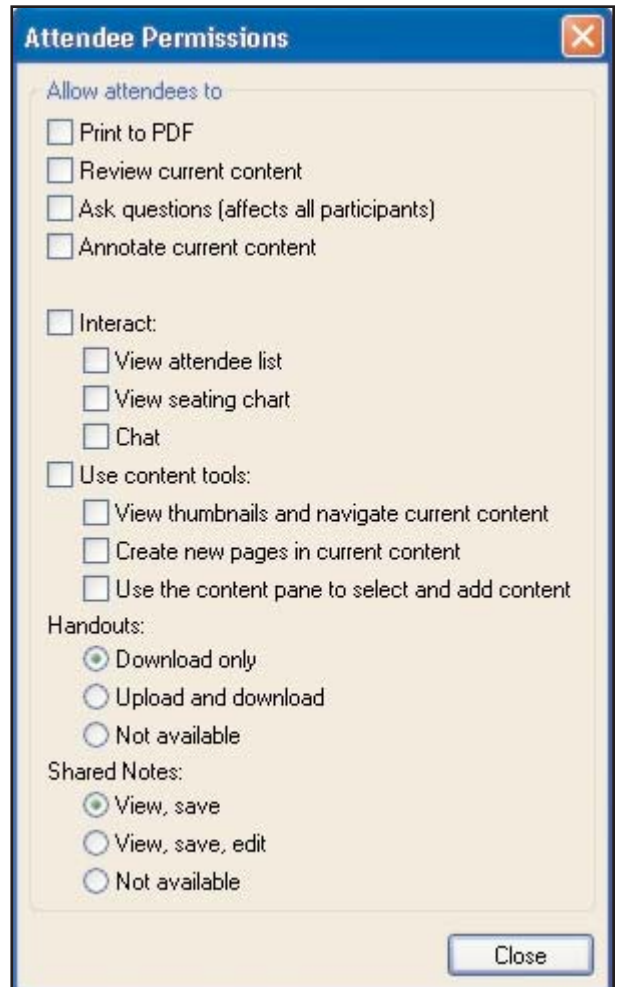 Attendee Permissions
Allow attendees to
Print to PDF
Review current content
Ask questions (affects all participants)
Annotate current content
Interact:
View attendee list
View seating chart
Chat
Use content tools:
View thumbnails and navigate current content
Create new pages in current content
Use the content pane to select and add content
Handouts:
Download only
Upload and download
Not available
Shared Notes:
View, save
View, save, edit
Not available
Close